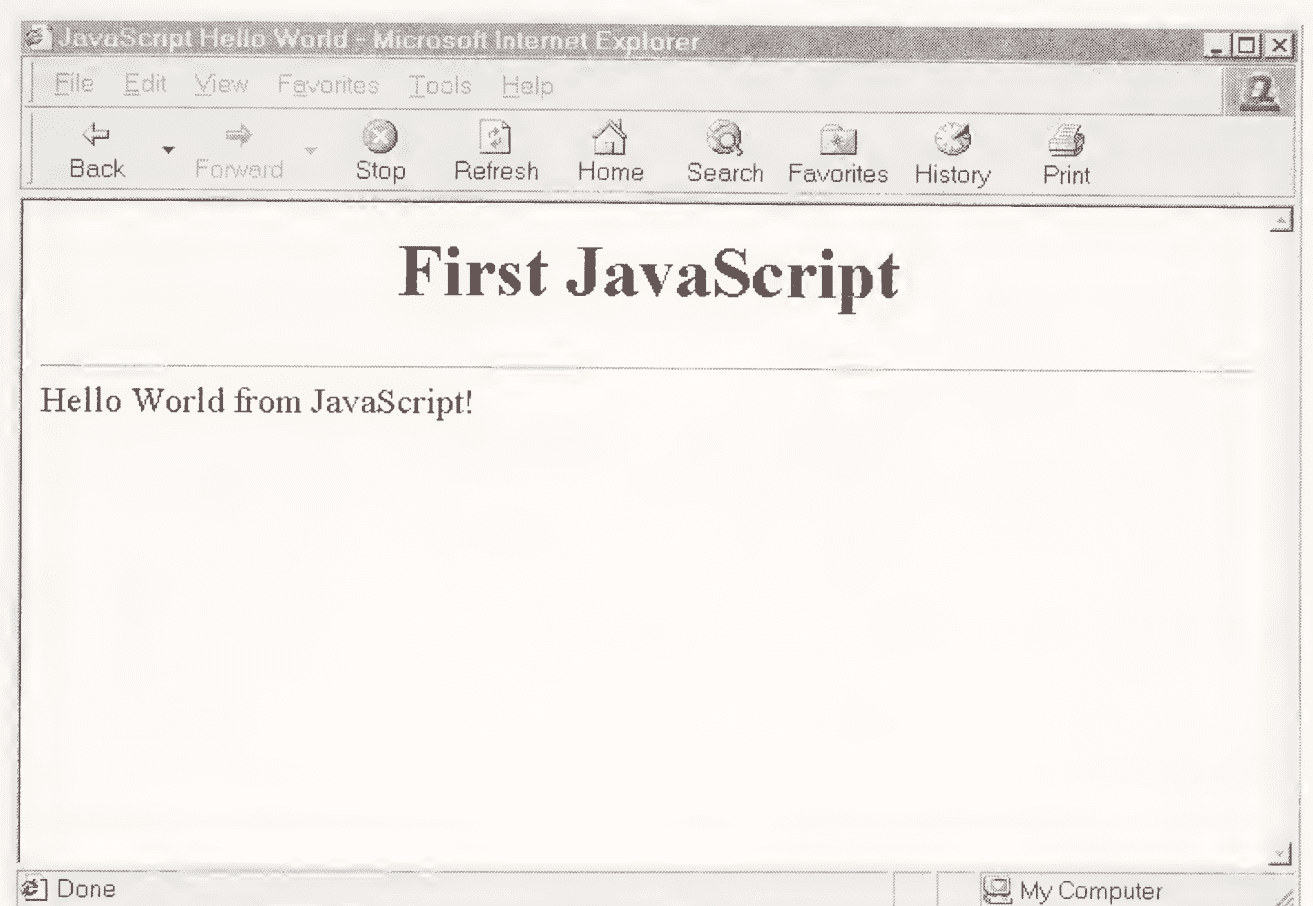 JavaScript Hello World - Microsoft Internet Explorer
File Edit View Favorites Tools Help
Back Forward Stop Refresh Home Search Favorites History Print
First JavaScript
Hello World from JavaScript!
Done My Computer